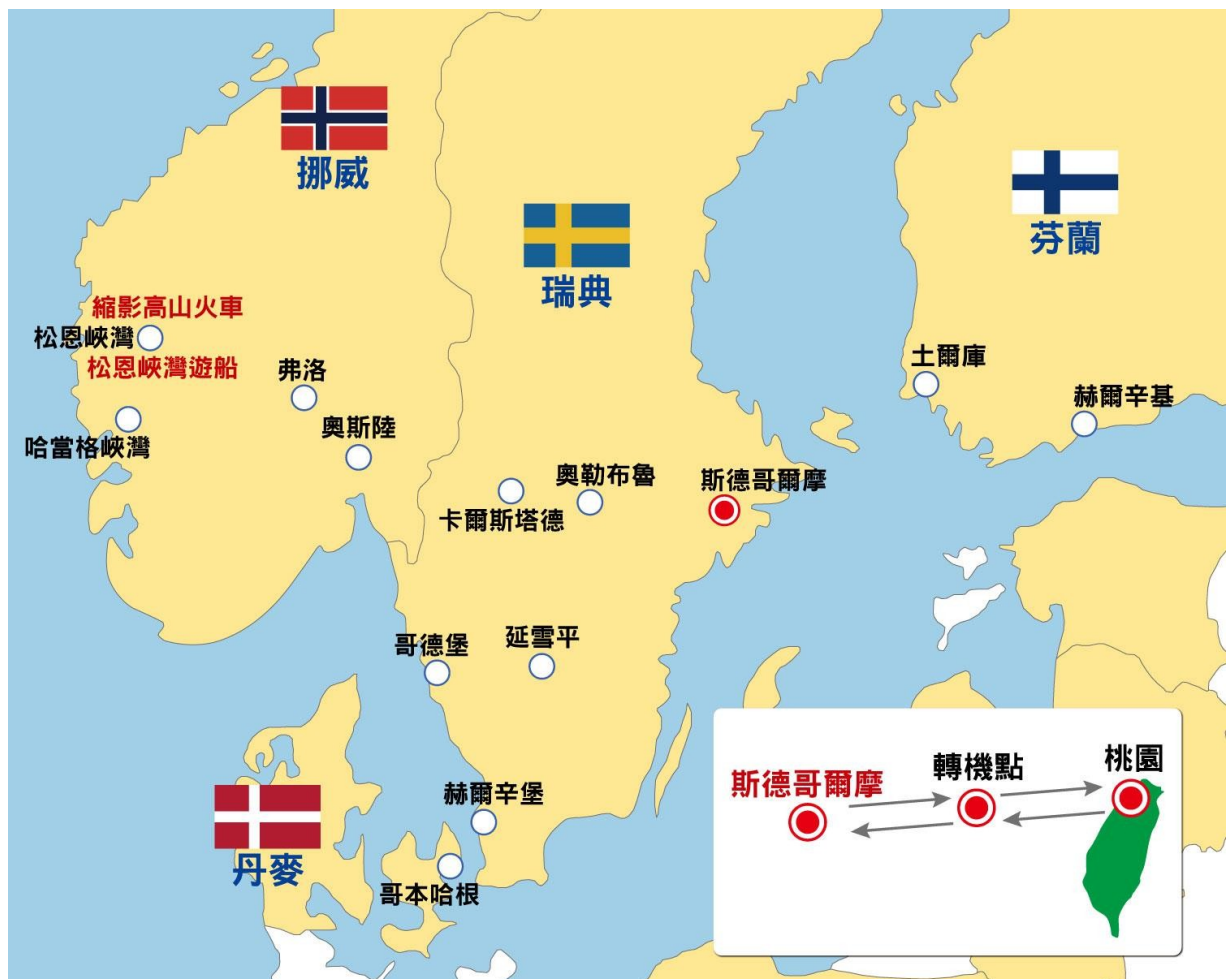 挪威
瑞典
芬蘭
縮影高山火車
松恩峽灣
松恩峽灣遊船
弗洛
哈當格峽灣
奧斯陸
土爾庫
赫爾辛基
奧勒布魯
斯德哥爾摩
卡爾斯塔德
哥德堡
延雪平
赫爾辛堡
丹麥
哥本哈根
斯德哥爾摩
轉機點
桃園